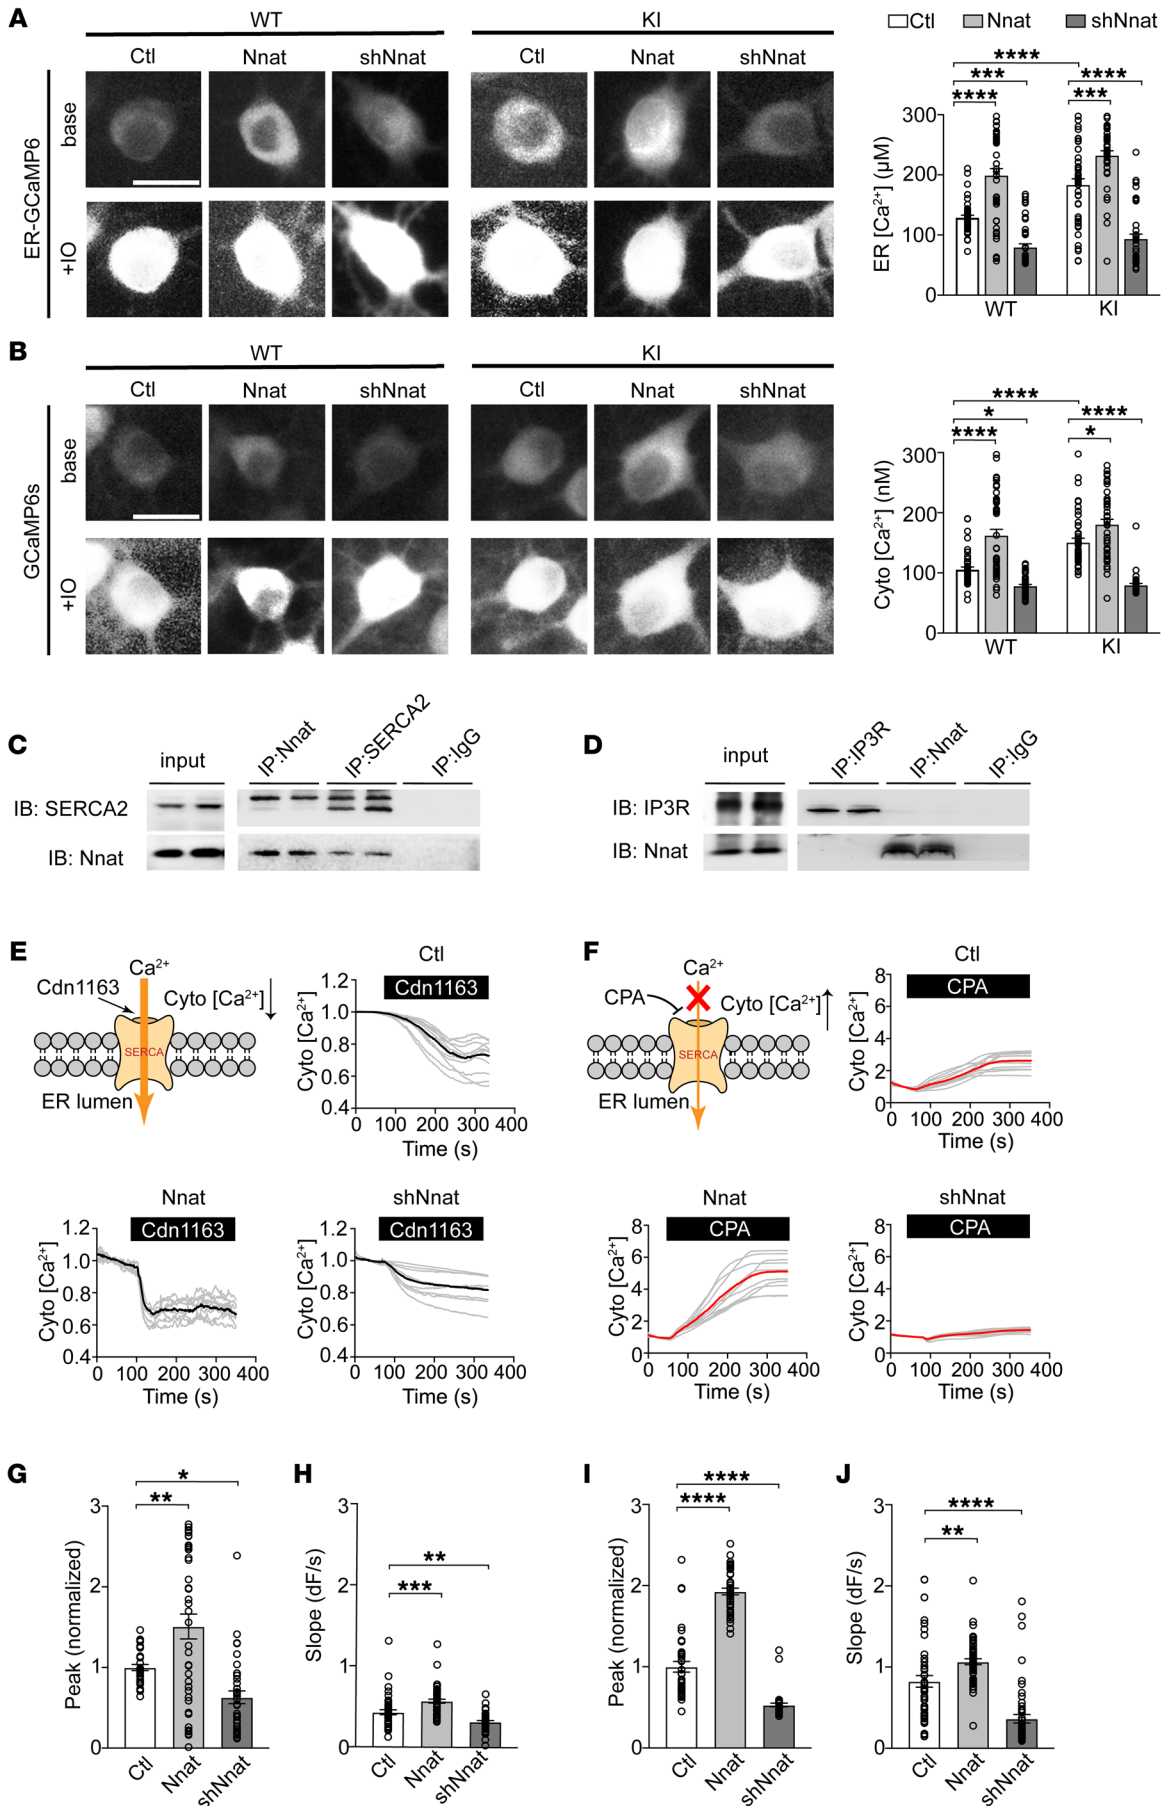 A
WT
KI
Ctl Nnat shNnat
Ctl Nnat shNnat Ctl Nnat shNnat
ER-GCaMP6
base
+IO
ER [Ca2+] (µM)
300
200
100
0
**** *** **** *** ****
WT KI
B
WT
KI
Ctl Nnat shNnat Ctl Nnat shNnat
GCaMP6s
base
+IO
Cyto [Ca2+] (nM)
300
200
100
0
**** * **** * ****
WT KI
C
input IP:Nnat IP:SERCA2 IP:IgG
IB: SERCA2
IB: Nnat
D
input IP:IP3R IP:Nnat IP:IgG
IB: IP3R
IB: Nnat
E
Ca2+
Cdn1163
Cyto [Ca2+]
SERCA
ER lumen
Ctl
Cdn1163
Cyto [Ca2+]
1.2
1.0
0.8
0.6
0.4
0 100 200 300 400
Time (s)
Nnat
Cdn1163
Cyto [Ca2+]
1.2
1.0
0.8
0.6
0.4
0 100 200 300 400
Time (s)
shNnat
Cdn1163
Cyto [Ca2+]
1.2
1.0
0.8
0.6
0.4
0 100 200 300 400
Time (s)
F
Ca2+
CPA
Cyto [Ca2+]
SERCA
ER lumen
Ctl
CPA
Cyto [Ca2+]
8
6
4
2
0
0 100 200 300 400
Time (s)
Nnat
CPA
Cyto [Ca2+]
8
6
4
2
0
0 100 200 300 400
Time (s)
shNnat
CPA
Cyto [Ca2+]
8
6
4
2
0
0 100 200 300 400
Time (s)
G
Peak (normalized)
3
2
1
0
*
**
Ctl Nnat shNnat
H
Slope (dF/s)
3
2
1
0
**
***
Ctl Nnat shNnat
I
Peak (normalized)
3
2
1
0
****
****
Ctl Nnat shNnat
J
Slope (dF/s)
3
2
1
0
****
**
Ctl Nnat shNnat